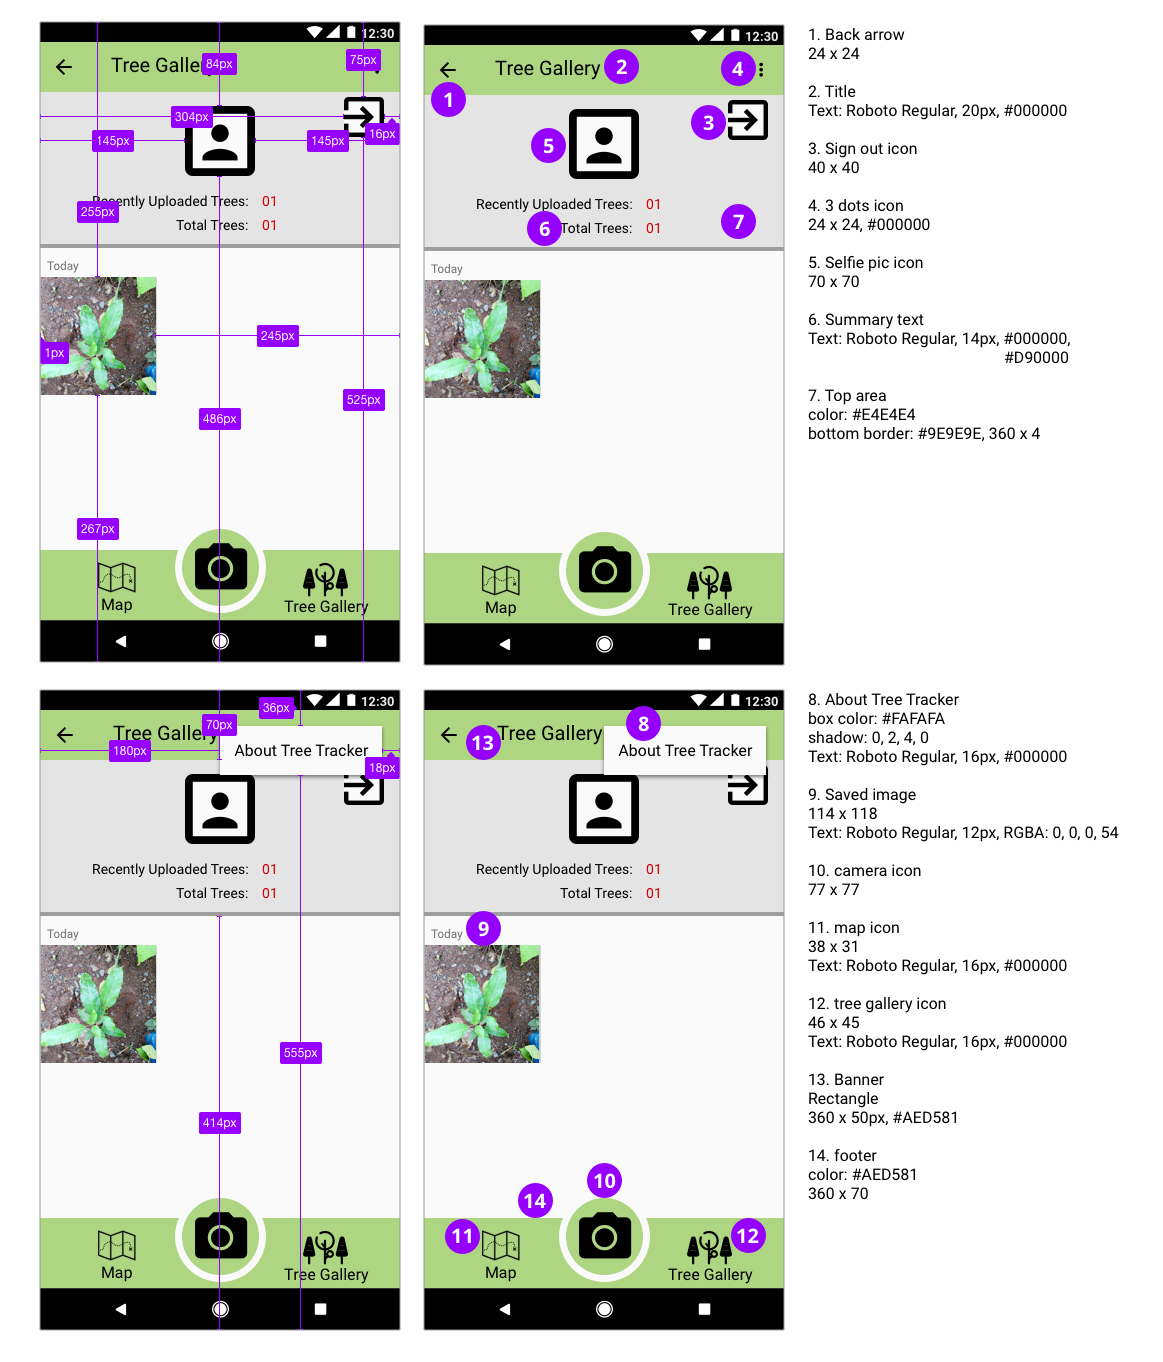 12:30
Tree Galle
84px
75px
304px
145px
145px
16px
255px
Recently Uploaded Trees: 01
Total Trees: 01
Today
245px
1px
525px
486px
267px
Map
Tree Gallery
12:30
Tree Gallery
2
4
1
3
5
Recently Uploaded Trees: 01
7
6
Total Trees: 01
Today
Map
Tree Gallery
1. Back arrow
24 x 24
2. Title
Text: Roboto Regular, 20px, #000000
3. Sign out icon
40 x 40
4. 3 dots icon
24 x 24, #000000
5. Selfie pic icon
70 x 70
6. Summary text
Text: Roboto Regular, 14px, #000000,
#D90000
7. Top area
color: #E4E4E4
bottom border: #9E9E9E, 360 x 4
36px
12:30
70px
Tree Gallery
About Tree Tracker
180px
18px
Recently Uploaded Trees: 01
Total Trees: 01
Today
555px
414px
Map
Tree Gallery
12:30
8
13
Tree Gallery
About Tree Tracker
Recently Uploaded Trees: 01
Total Trees: 01
9
Today
10
14
11
12
Map
Tree Gallery
8. About Tree Tracker
box color: #FAFAFA
shadow: 0, 2, 4, 0
Text: Roboto Regular, 16px, #000000
9. Saved image
114 x 118
Text: Roboto Regular, 12px, RGBA: 0, 0, 0, 54
10. camera icon
77 x 77
11. map icon
38 x 31
Text: Roboto Regular, 16px, #000000
12. tree gallery icon
46 x 45
Text: Roboto Regular, 16px, #000000
13. Banner
Rectangle
360 x 50px, #AED581
14. footer
color: #AED581
360 x 70